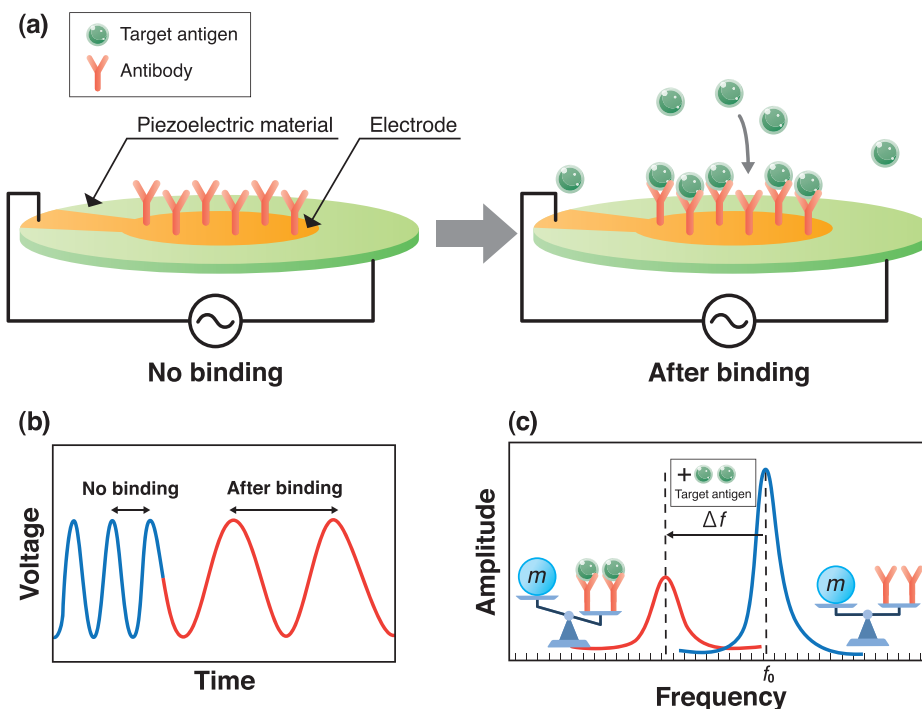 (a)
Target antigen
Antibody
Piezoelectric material
Electrode
No binding
After binding
(b)
Voltage
No binding
After binding
Time
(c)
Amplitude
+
Target antigen
Δf
m
m
f₀
Frequency